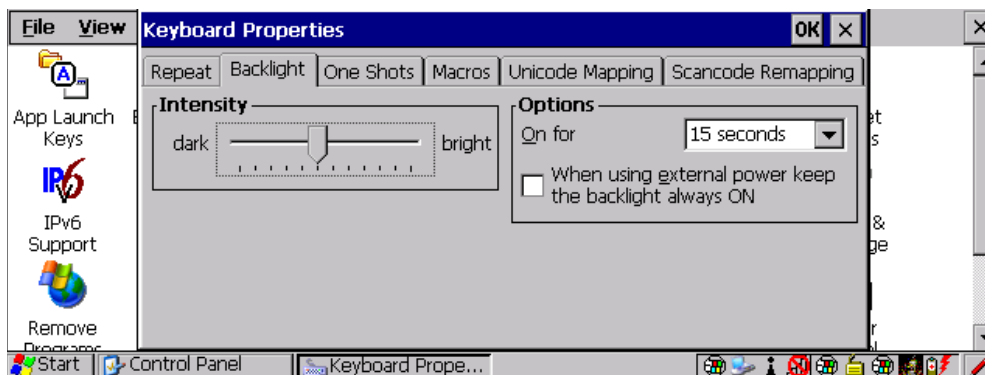 File View
Keyboard Properties
OK
Repeat Backlight One Shots Macros Unicode Mapping Scancode Remapping
Intensity
dark bright
Options
On for 15 seconds
When using external power keep
the backlight always ON
App Launch
Keys
IPv6
IPv6
Support
&
Remove
Programs
Start Control Panel Keyboard Prope...